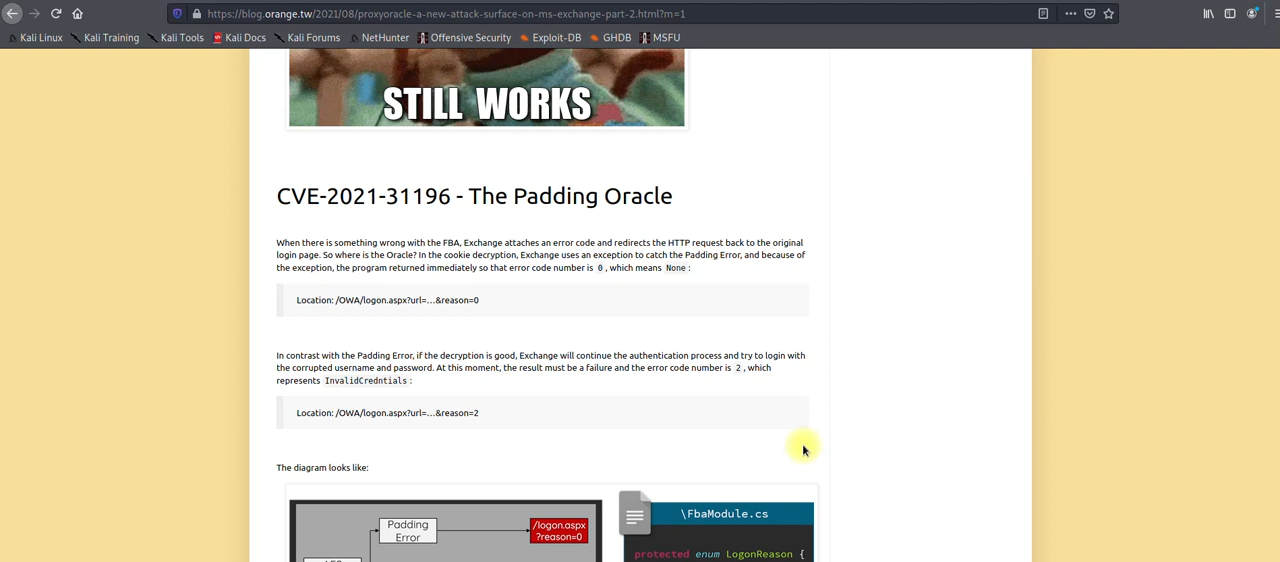 https://blog.orange.tw/2021/08/proxyoracle-a-new-attack-surface-on-ms-exchange-part-2.html?m=1
Kali Linux Kali Training Kali Tools Kali Docs Kali Forums NetHunter Offensive Security Exploit-DB GHDB MSFU
STILL WORKS
CVE-2021-31196 - The Padding Oracle
When there is something wrong with the FBA, Exchange attaches an error code and redirects the HTTP request back to the original
login page. So where is the Oracle? In the cookie decryption, Exchange uses an exception to catch the Padding Error, and because of
the exception, the program returned immediately so that error code number is 0 , which means None :
Location: /OWA/logon.aspx?url=…&reason=0
In contrast with the Padding Error, if the decryption is good, Exchange will continue the authentication process and try to login with
the corrupted username and password. At this moment, the result must be a failure and the error code number is 2 , which
represents InvalidCredntials :
Location: /OWA/logon.aspx?url=…&reason=2
The diagram looks like:
Padding
Error
/logon.aspx
?reason=0
\FbaModule.cs
protected enum LogonReason {